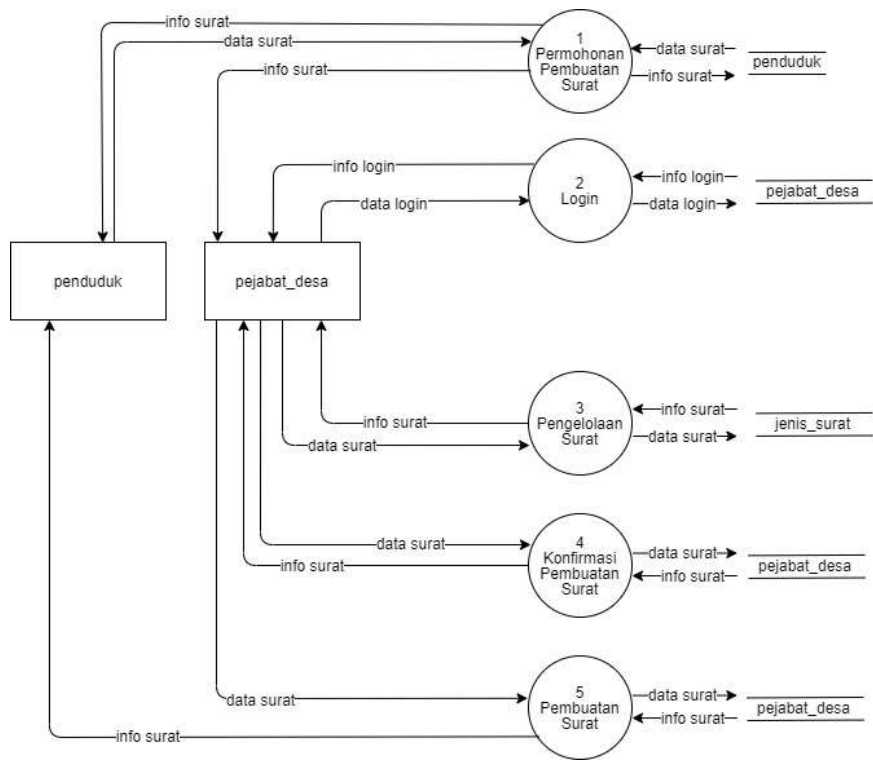 info surat
data surat
info surat
1
Permohonan
Pembuatan
Surat
data surat
info surat
penduduk
info login
data login
2
Login
info login
data login
pejabat_desa
penduduk
pejabat_desa
info surat
data surat
3
Pengelolaan
Surat
info surat
data surat
jenis_surat
data surat
info surat
4
Konfirmasi
Pembuatan
Surat
data surat
info surat
pejabat_desa
data surat
info surat
5
Pembuatan
Surat
data surat
info surat
pejabat_desa